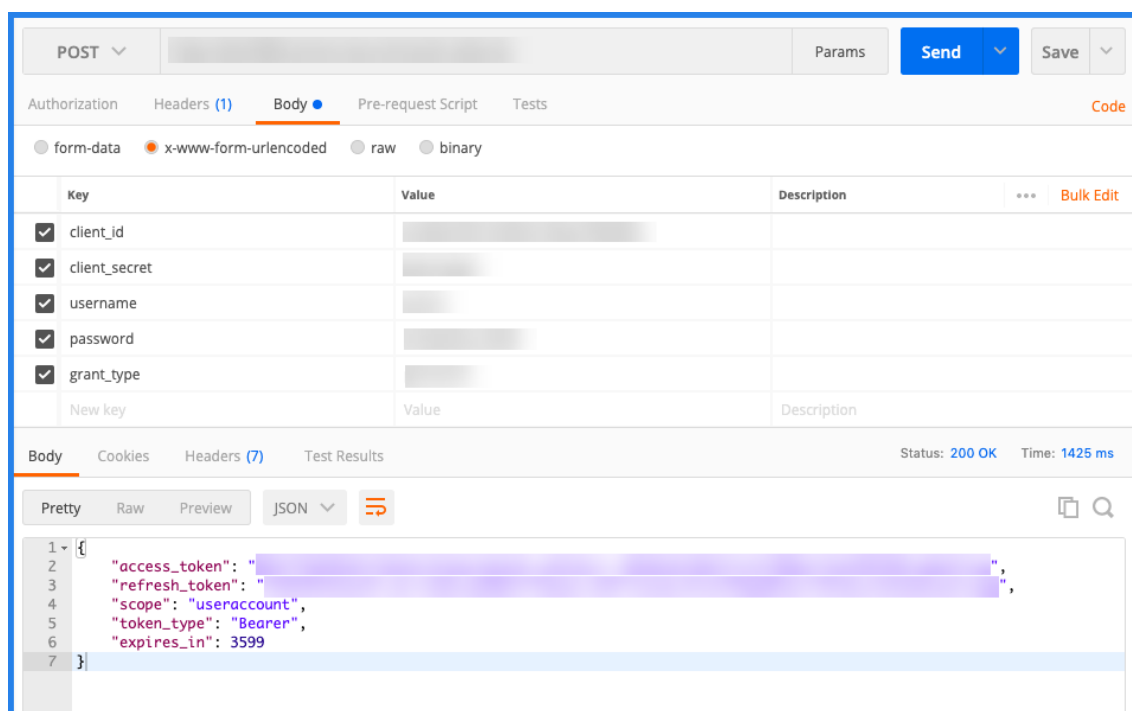 POST Params Send Save
Authorization Headers (1) Body Pre-request Script Tests Code
form-data x-www-form-urlencoded raw binary
Key Value Description ••• Bulk Edit
client_id
client_secret
username
password
grant_type
New key Value Description
Body Cookies Headers (7) Test Results Status: 200 OK Time: 1425 ms
Pretty Raw Preview JSON
1 {
2 "access_token": "",
3 "refresh_token": "",
4 "scope": "useraccount",
5 "token_type": "Bearer",
6 "expires_in": 3599
7 }